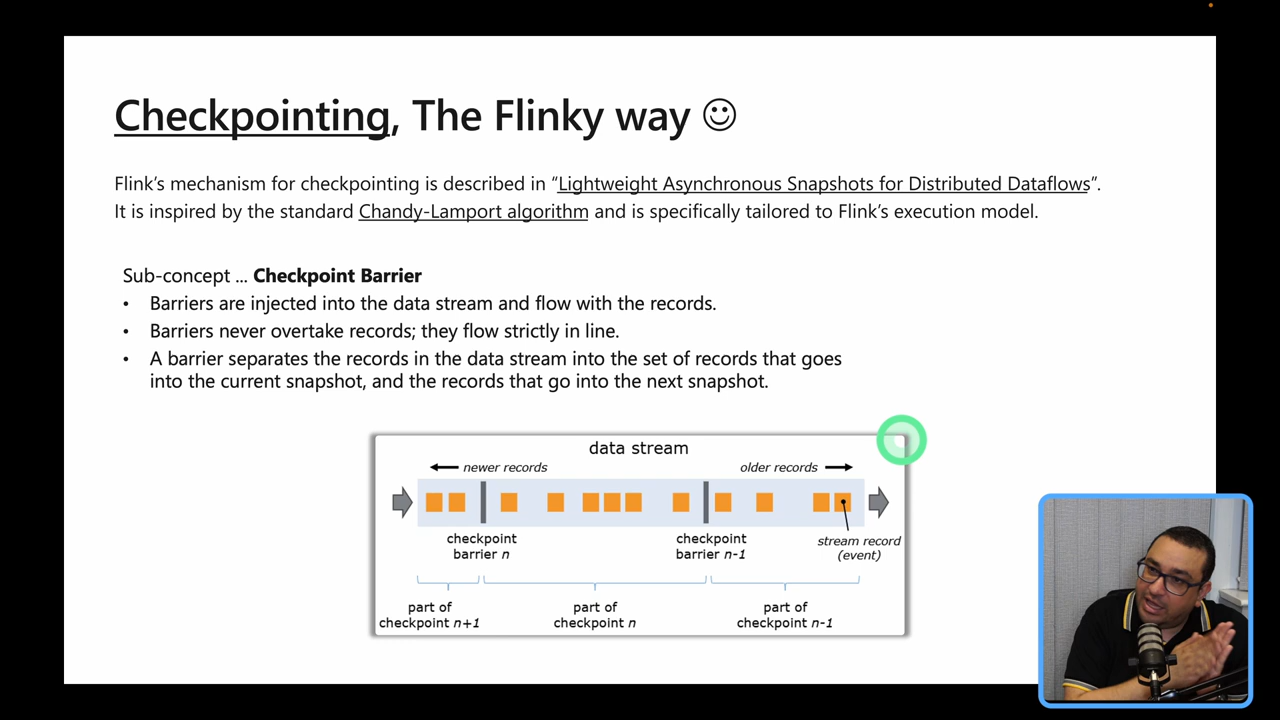 Checkpointing, The Flinky way ☺
Flink’s mechanism for checkpointing is described in “Lightweight Asynchronous Snapshots for Distributed Dataflows”.
It is inspired by the standard Chandy-Lamport algorithm and is specifically tailored to Flink’s execution model.
Sub-concept ... Checkpoint Barrier
• Barriers are injected into the data stream and flow with the records.
• Barriers never overtake records; they flow strictly in line.
• A barrier separates the records in the data stream into the set of records that goes
into the current snapshot, and the records that go into the next snapshot.
data stream
newer records
older records
checkpoint
barrier n
checkpoint
barrier n-1
stream record
(event)
part of
checkpoint n+1
part of
checkpoint n
part of
checkpoint n-1